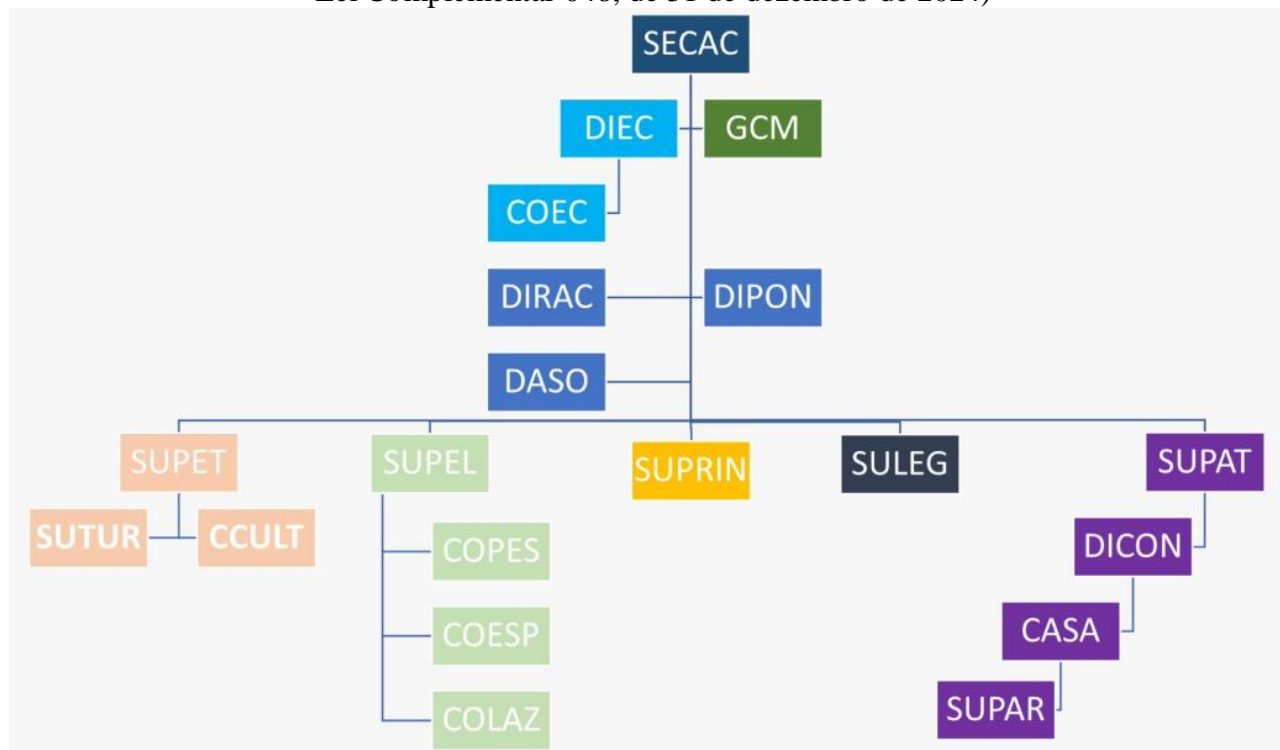 SECAC
DIEC GCM
COEC
DIRAC DIPON
DASO
SUPET SUPEL SUPRIN SULEG SUPAT
SUTUR CCULT COPES DICON
COESP CASA
COLAZ SUPAR